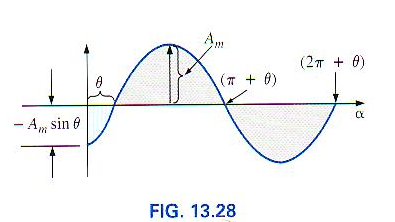 A_m
θ
(π + θ)
(2π + θ)
α
− A_m sin θ
FIG. 13.28